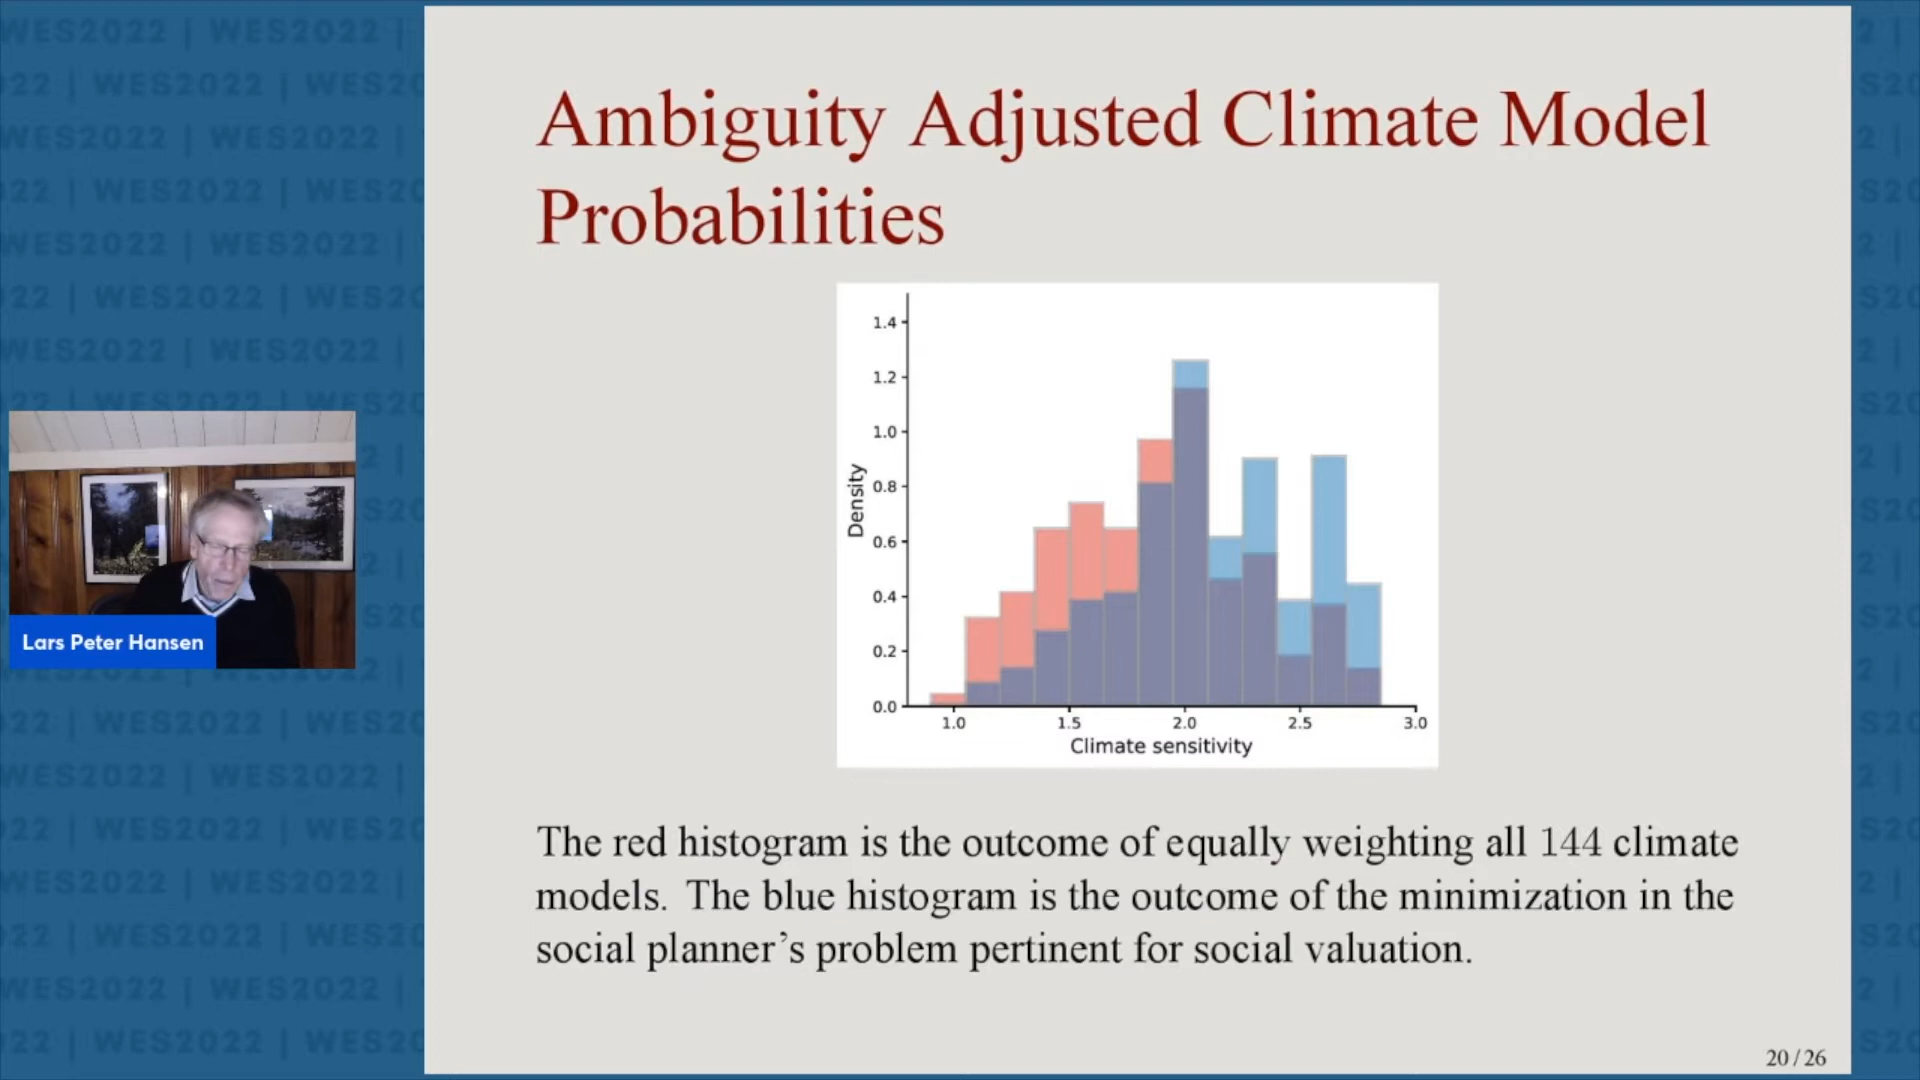 WES2022 | WES2022 |
Ambiguity Adjusted Climate Model
Probabilities
1.4
1.2
1.0
0.8
0.6
0.4
0.2
0.0
Density
1.0 1.5 2.0 2.5 3.0
Climate sensitivity
Lars Peter Hansen
The red histogram is the outcome of equally weighting all 144 climate
models. The blue histogram is the outcome of the minimization in the
social planner’s problem pertinent for social valuation.
20 / 26